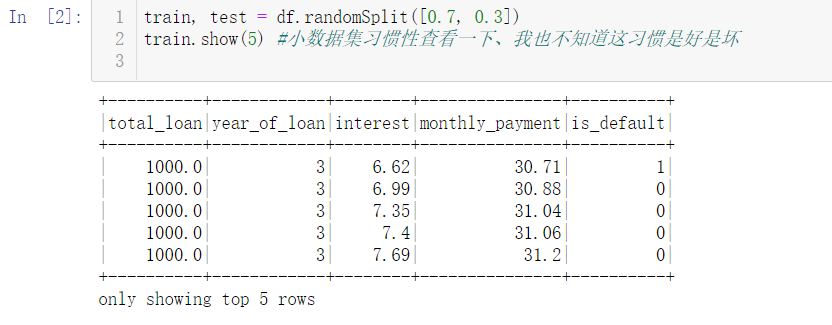 In [2]:
1 train, test = df.randomSplit([0.7, 0.3])
2 train.show(5) #小数据集习惯性查看一下、我也不知道这习惯是好是坏
3
+----------+------------+--------+---------------+----------+
|total_loan|year_of_loan|interest|monthly_payment|is_default|
+----------+------------+--------+---------------+----------+
|    1000.0|           3|    6.62|          30.71|         1|
|    1000.0|           3|    6.99|          30.88|         0|
|    1000.0|           3|    7.35|          31.04|         0|
|    1000.0|           3|     7.4|          31.06|         0|
|    1000.0|           3|    7.69|           31.2|         0|
+----------+------------+--------+---------------+----------+
only showing top 5 rows